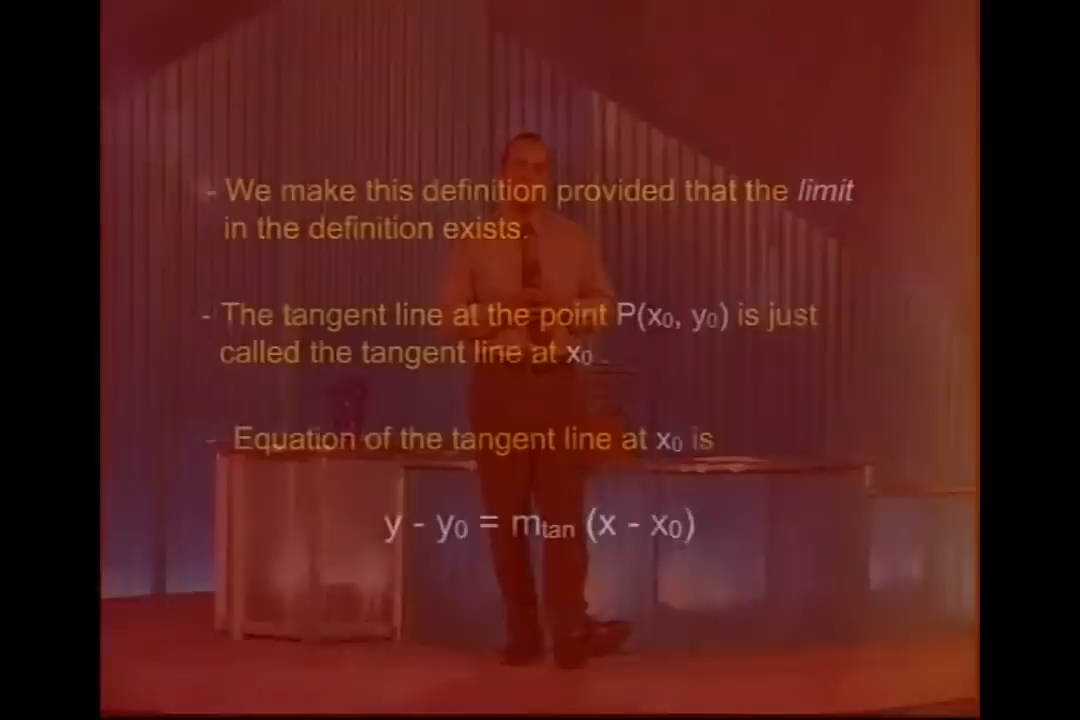 - We make this definition provided that the limit
in the definition exists.
- The tangent line at the point P(x₀, y₀) is just
called the tangent line at x₀.
- Equation of the tangent line at x₀ is
y - y₀ = mtan (x - x₀)